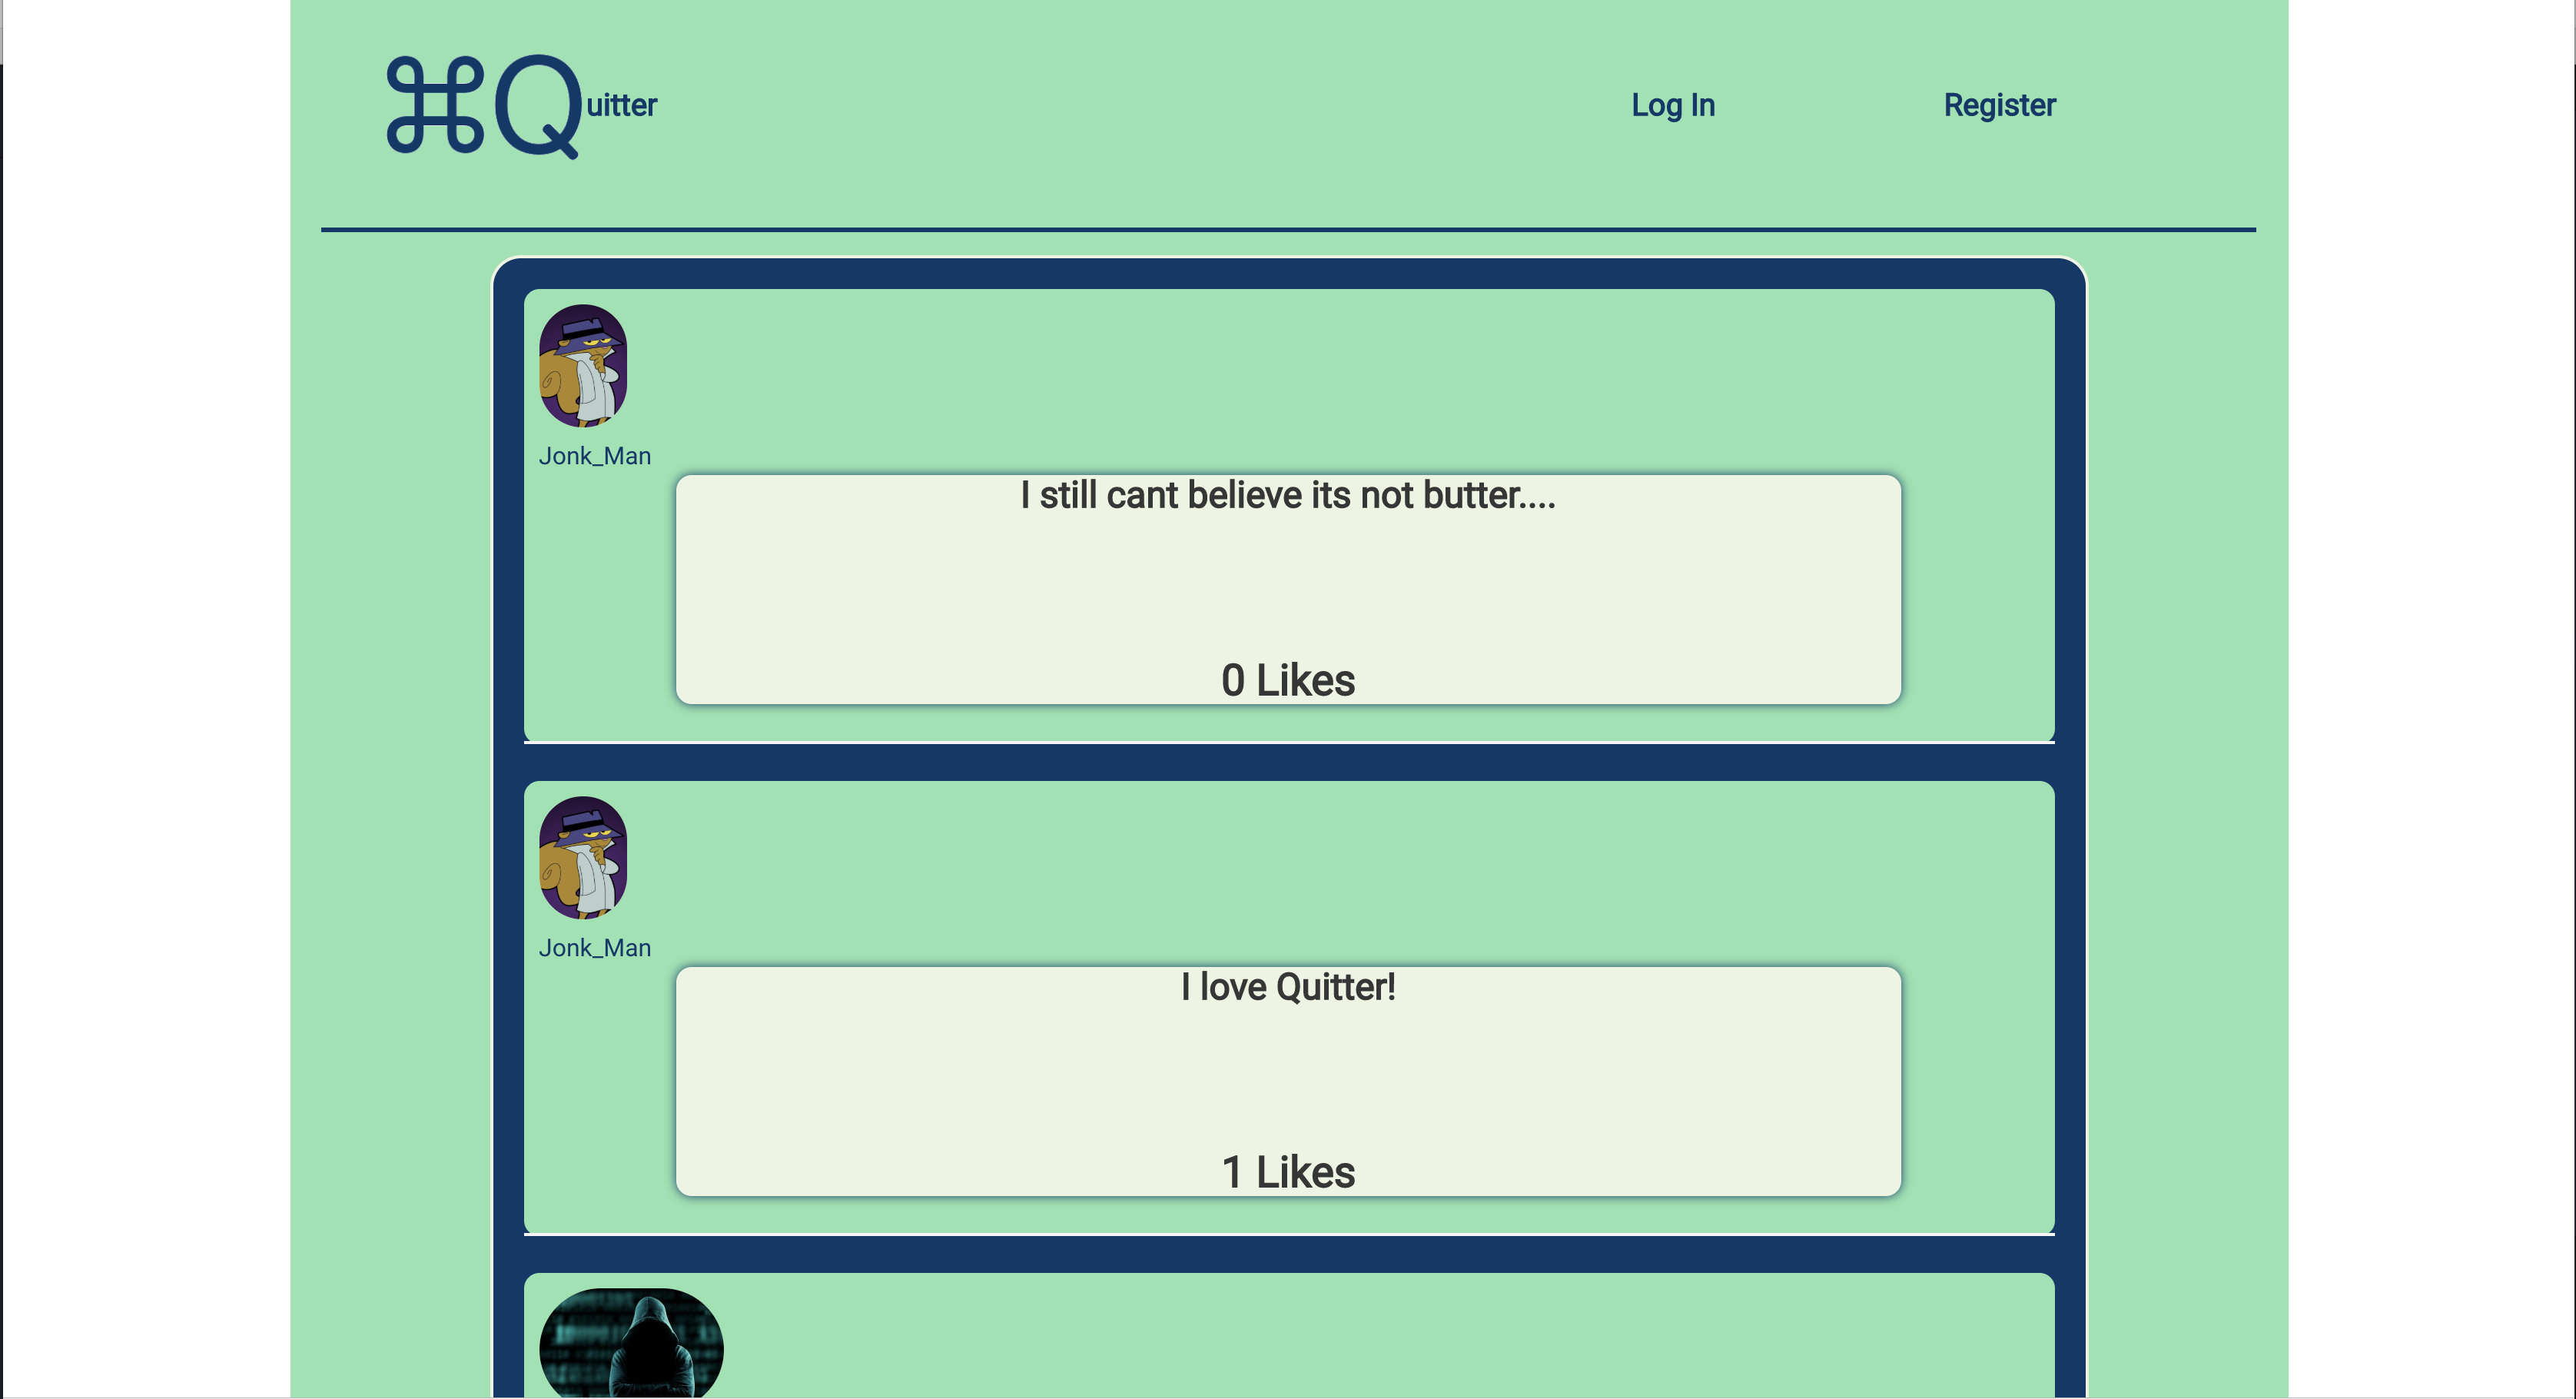 ⌘Quitter
Log In
Register
Jonk_Man
I still cant believe its not butter....
0 Likes
Jonk_Man
I love Quitter!
1 Likes